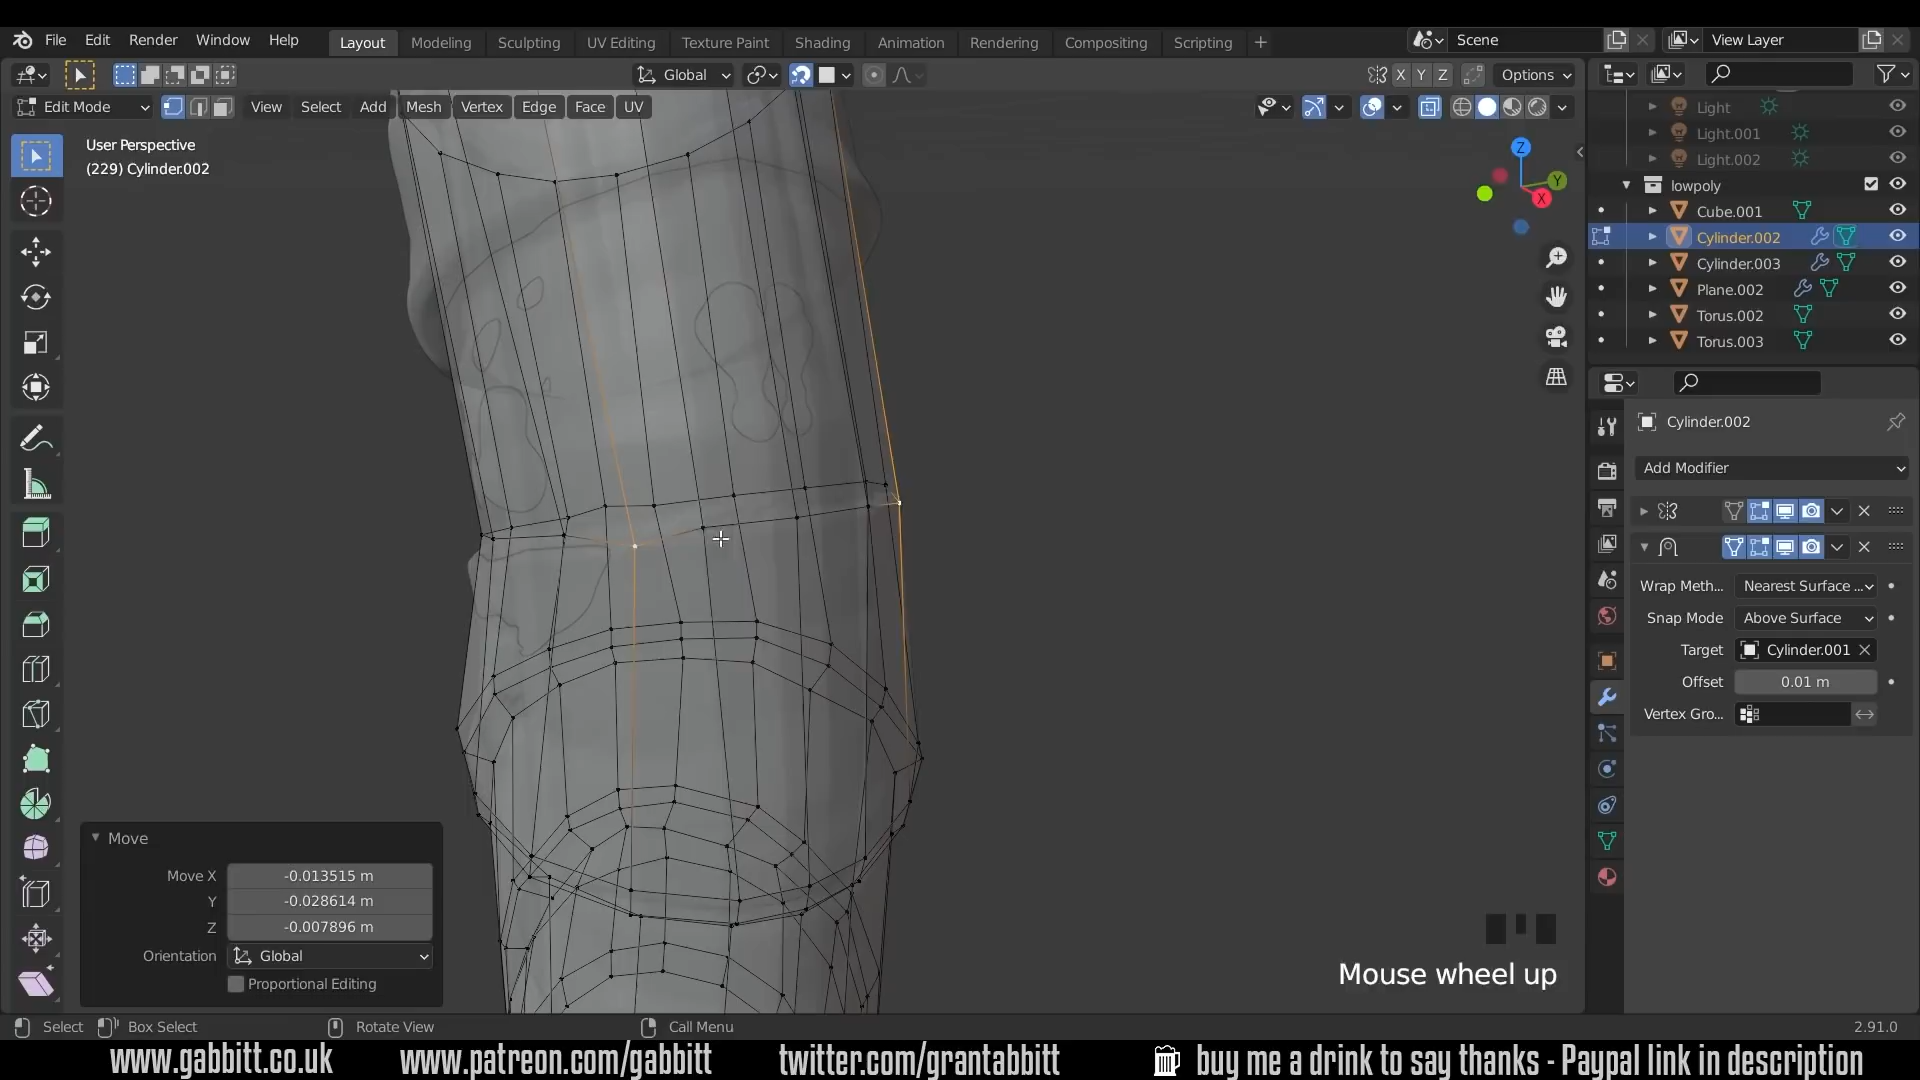 File Edit Render Window Help Layout Modeling Sculpting UV Editing Texture Paint Shading Animation Rendering Compositing Scripting + Scene View Layer
Global X Y Z Options
Edit Mode View Select Add Mesh Vertex Edge Face UV
User Perspective
(229) Cylinder.002
Z
Y
X
Light
Light.001
Light.002
lowpoly
Cube.001
Cylinder.002
Cylinder.003
Plane.002
Torus.002
Torus.003
Cylinder.002
Add Modifier
Wrap Meth... Nearest Surface ...
Snap Mode Above Surface
Target Cylinder.001
Offset 0.01 m
Vertex Gro...
Move
Move X -0.013515 m
Y -0.028614 m
Z -0.007896 m
Orientation Global
Proportional Editing
Mouse wheel up
Select Box Select Rotate View Call Menu 2.91.0
www.gabbitt.co.uk www.patreon.com/gabbitt twitter.com/grantabbitt buy me a drink to say thanks - Paypal link in description